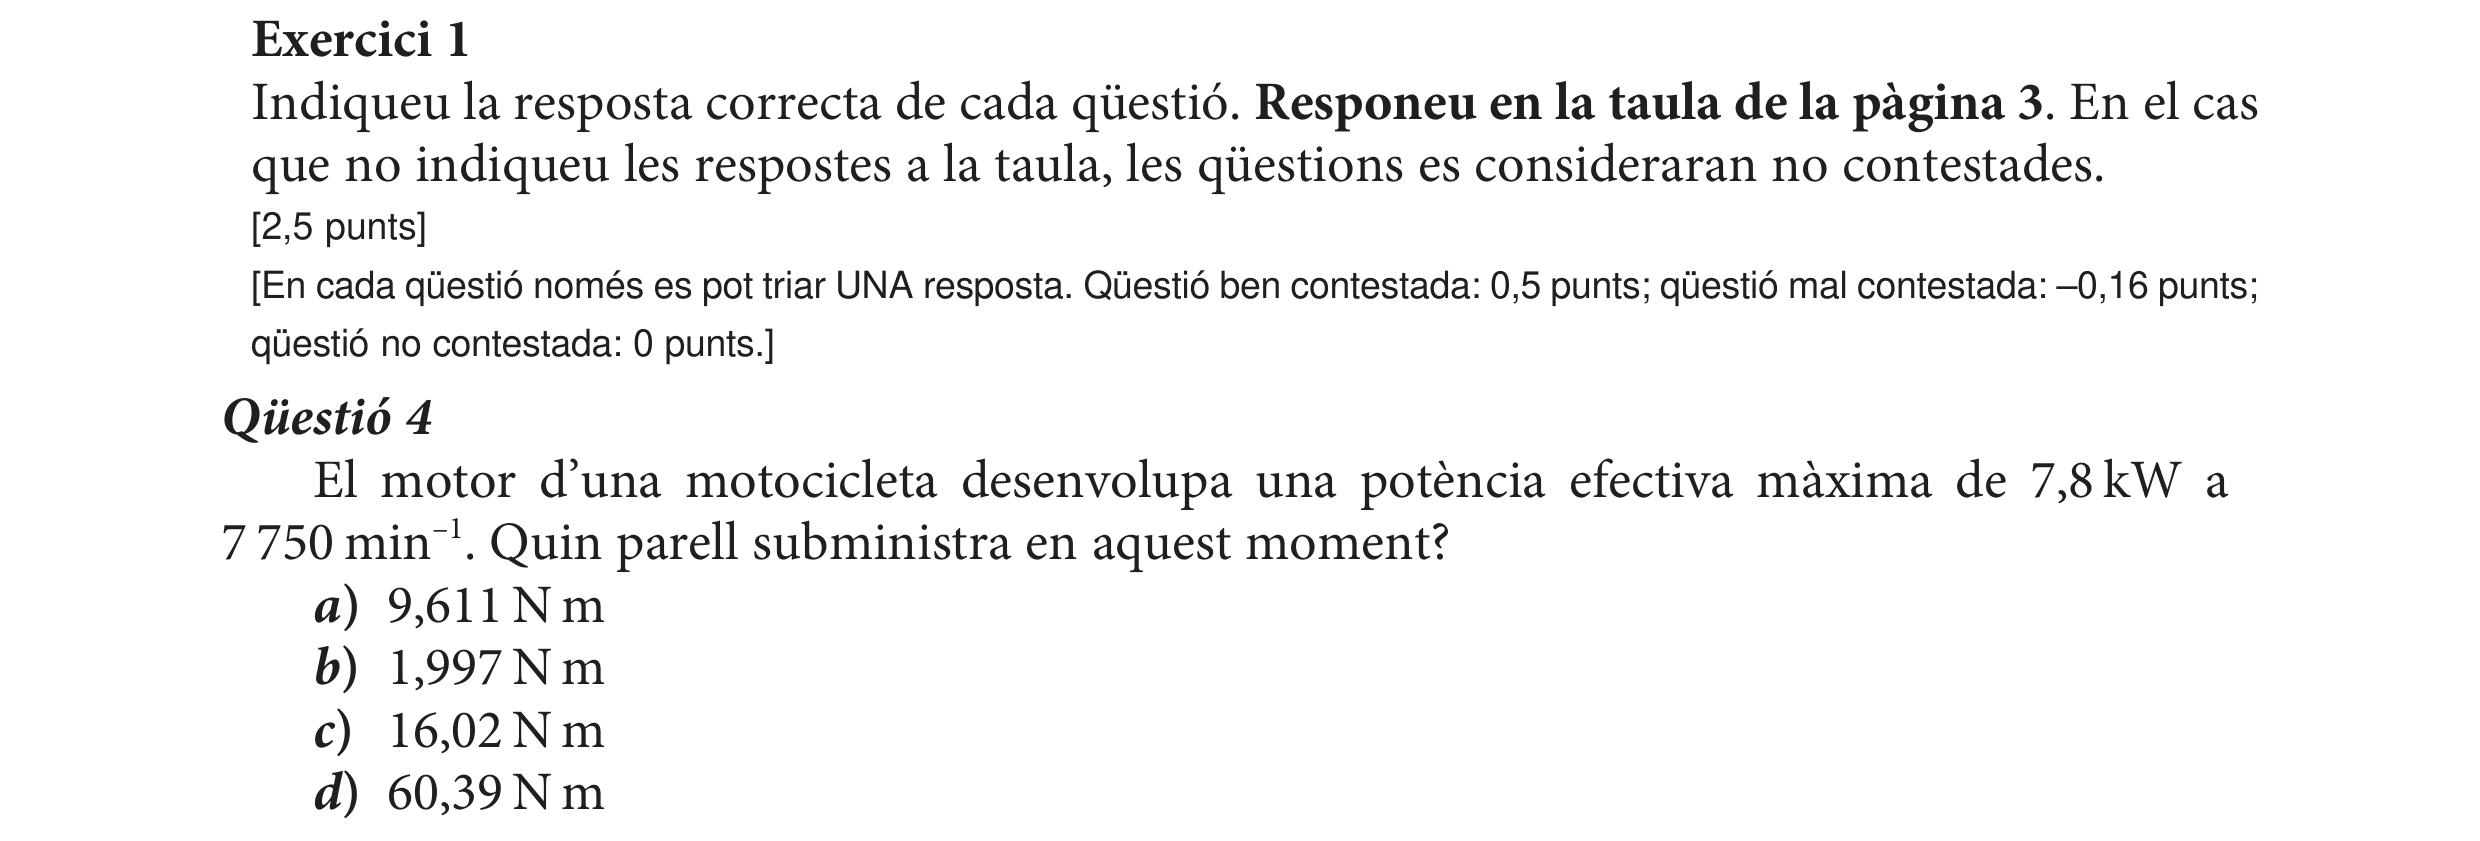 Exercici 1
Indiqueu la resposta correcta de cada qüestió. Responeu en la taula de la pàgina 3. En el cas
que no indiqueu les respostes a la taula, les qüestions es consideraran no contestades.
[2,5 punts]
[En cada qüestió només es pot triar UNA resposta. Qüestió ben contestada: 0,5 punts; qüestió mal contestada: –0,16 punts;
qüestió no contestada: 0 punts.]
Qüestió 4
El motor d’una motocicleta desenvolupa una potència efectiva màxima de 7,8 kW a
7 750 min⁻¹. Quin parell subministra en aquest moment?
a) 9,611 N m
b) 1,997 N m
c) 16,02 N m
d) 60,39 N m